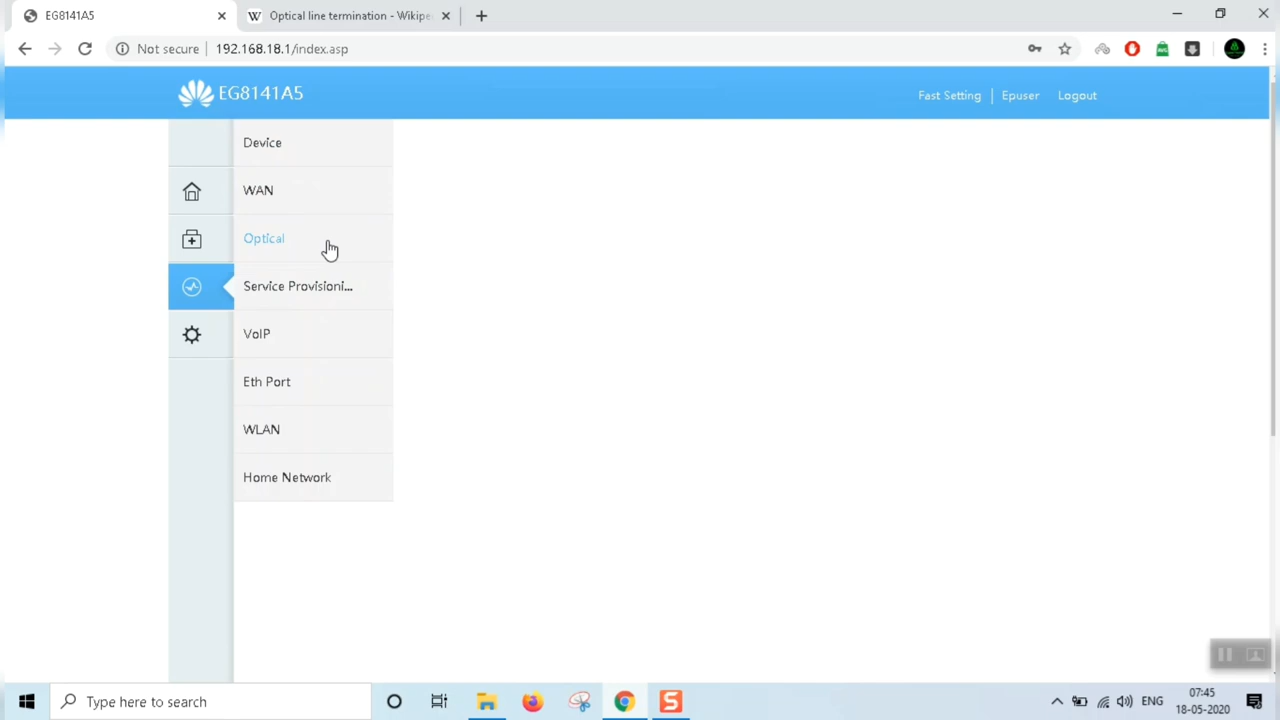 EG8141A5
Optical line termination - Wikipe
Not secure
192.168.18.1/index.asp
EG8141A5
Fast Setting
Epuser
Logout
Device
WAN
Optical
Service Provisioni...
VoIP
Eth Port
WLAN
Home Network
Type here to search
ENG
07:45
18-05-2020